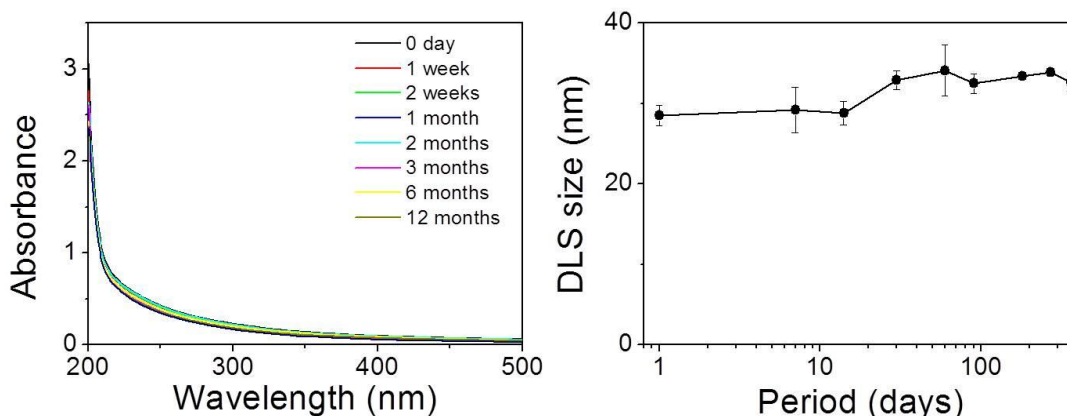 Absorbance
3
2
1
0
0 day
1 week
2 weeks
1 month
2 months
3 months
6 months
12 months
200 300 400 500
Wavelength (nm)
DLS size (nm)
40
20
0
1 10 100
Period (days)